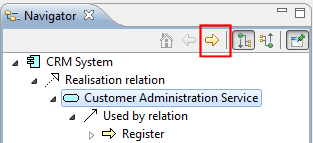 Navigator
CRM System
Realisation relation
Customer Administration Service
Used by relation
Register